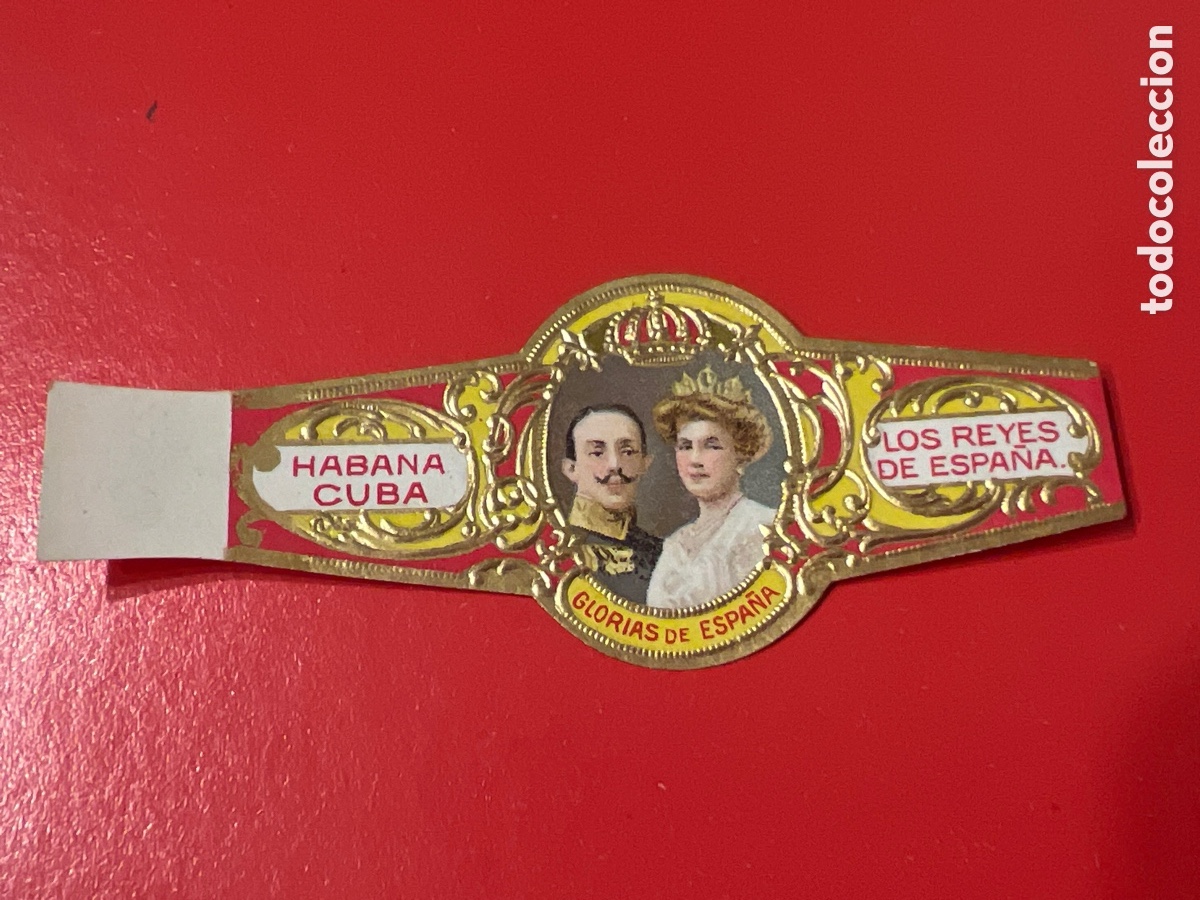 HABANA
CUBA
GLORIAS DE ESPAÑA
LOS REYES
DE ESPAÑA.
todocoleccion